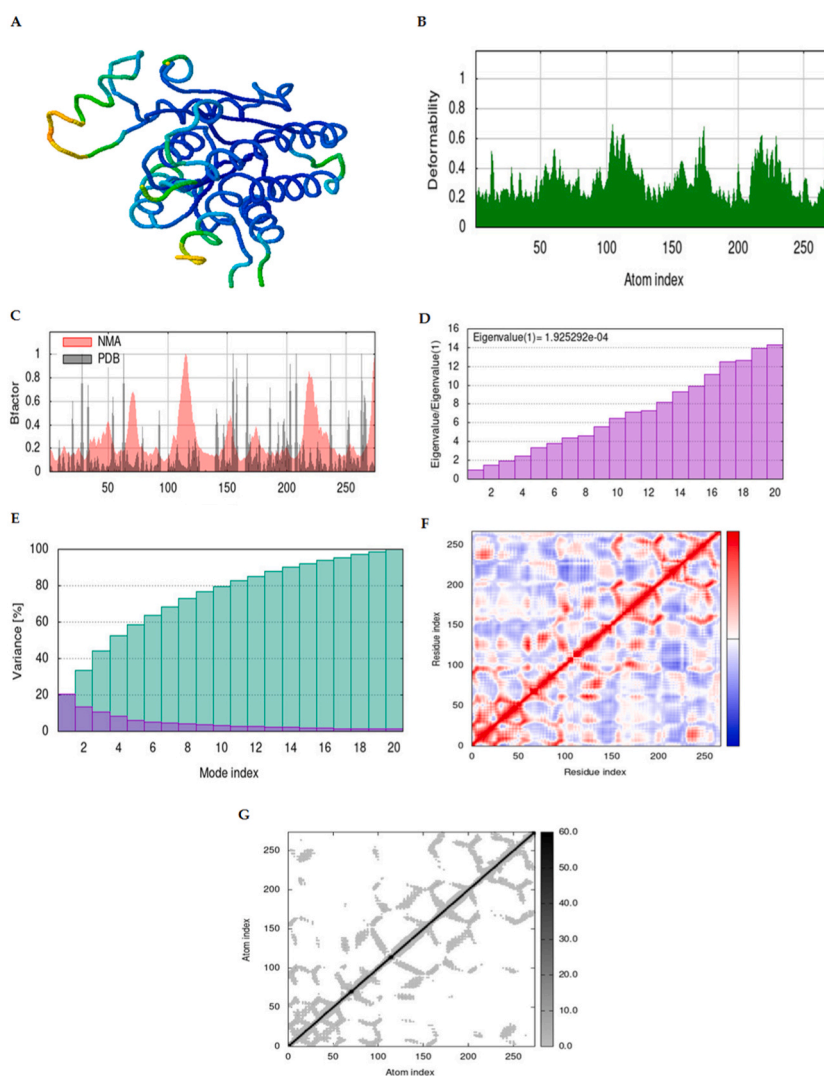 A
B
Deformability
1
0.8
0.6
0.4
0.2
0
50 100 150 200 250
Atom index
C
NMA
PDB
Bfactor
1
0.8
0.6
0.4
0.2
0
50 100 150 200 250
D
Eigenvalue(1)= 1.925292e-04
Eigenvalue/Eigenvalue(1)
16
14
12
10
8
6
4
2
0
2 4 6 8 10 12 14 16 18 20
E
Variance [%]
100
80
60
40
20
0
2 4 6 8 10 12 14 16 18 20
Mode index
F
Residue index
250
200
150
100
50
0
0 50 100 150 200 250
Residue index
G
Atom index
250
200
150
100
50
0
0 50 100 150 200 250
Atom index
60.0
50.0
40.0
30.0
20.0
10.0
0.0